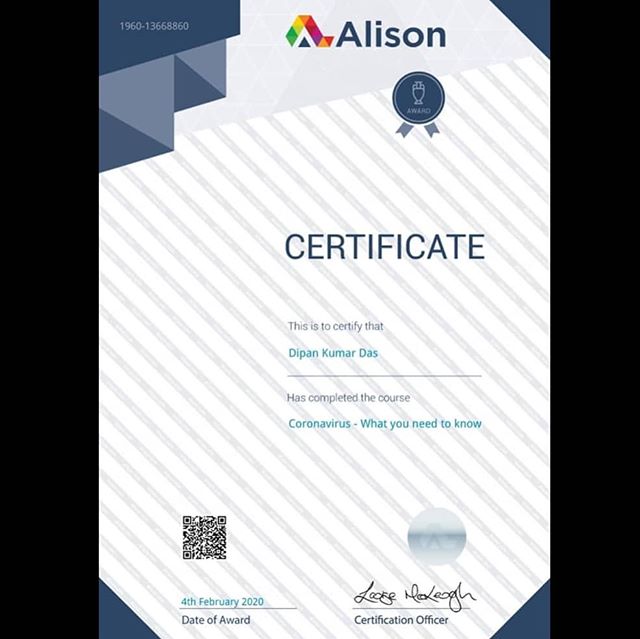 1960-13668860
Alison
AWARD
CERTIFICATE
This is to certify that
Dipan Kumar Das
Has completed the course
Coronavirus - What you need to know
4th February 2020
Date of Award
Certification Officer